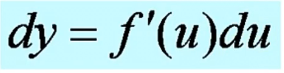 dy = f'(u)du